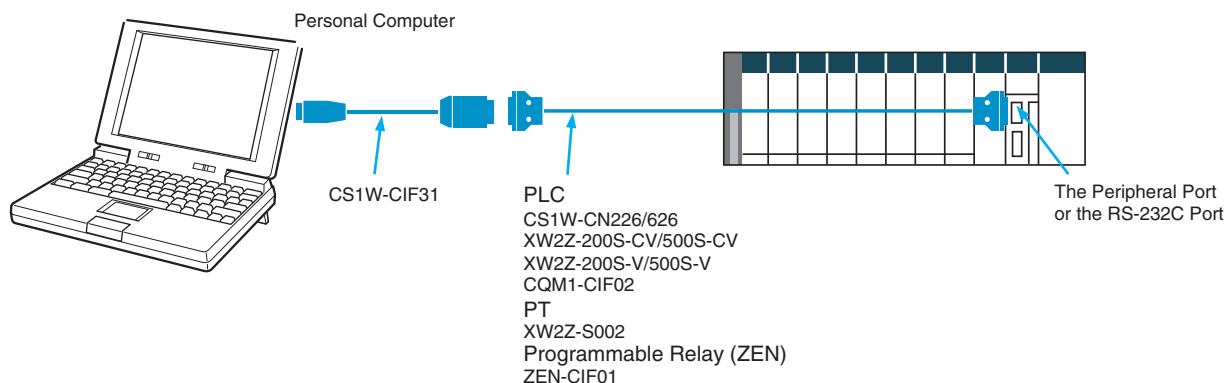 Personal Computer
CS1W-CIF31
PLC
CS1W-CN226/626
XW2Z-200S-CV/500S-CV
XW2Z-200S-V/500S-V
CQM1-CIF02
PT
XW2Z-S002
Programmable Relay (ZEN)
ZEN-CIF01
The Peripheral Port
or the RS-232C Port